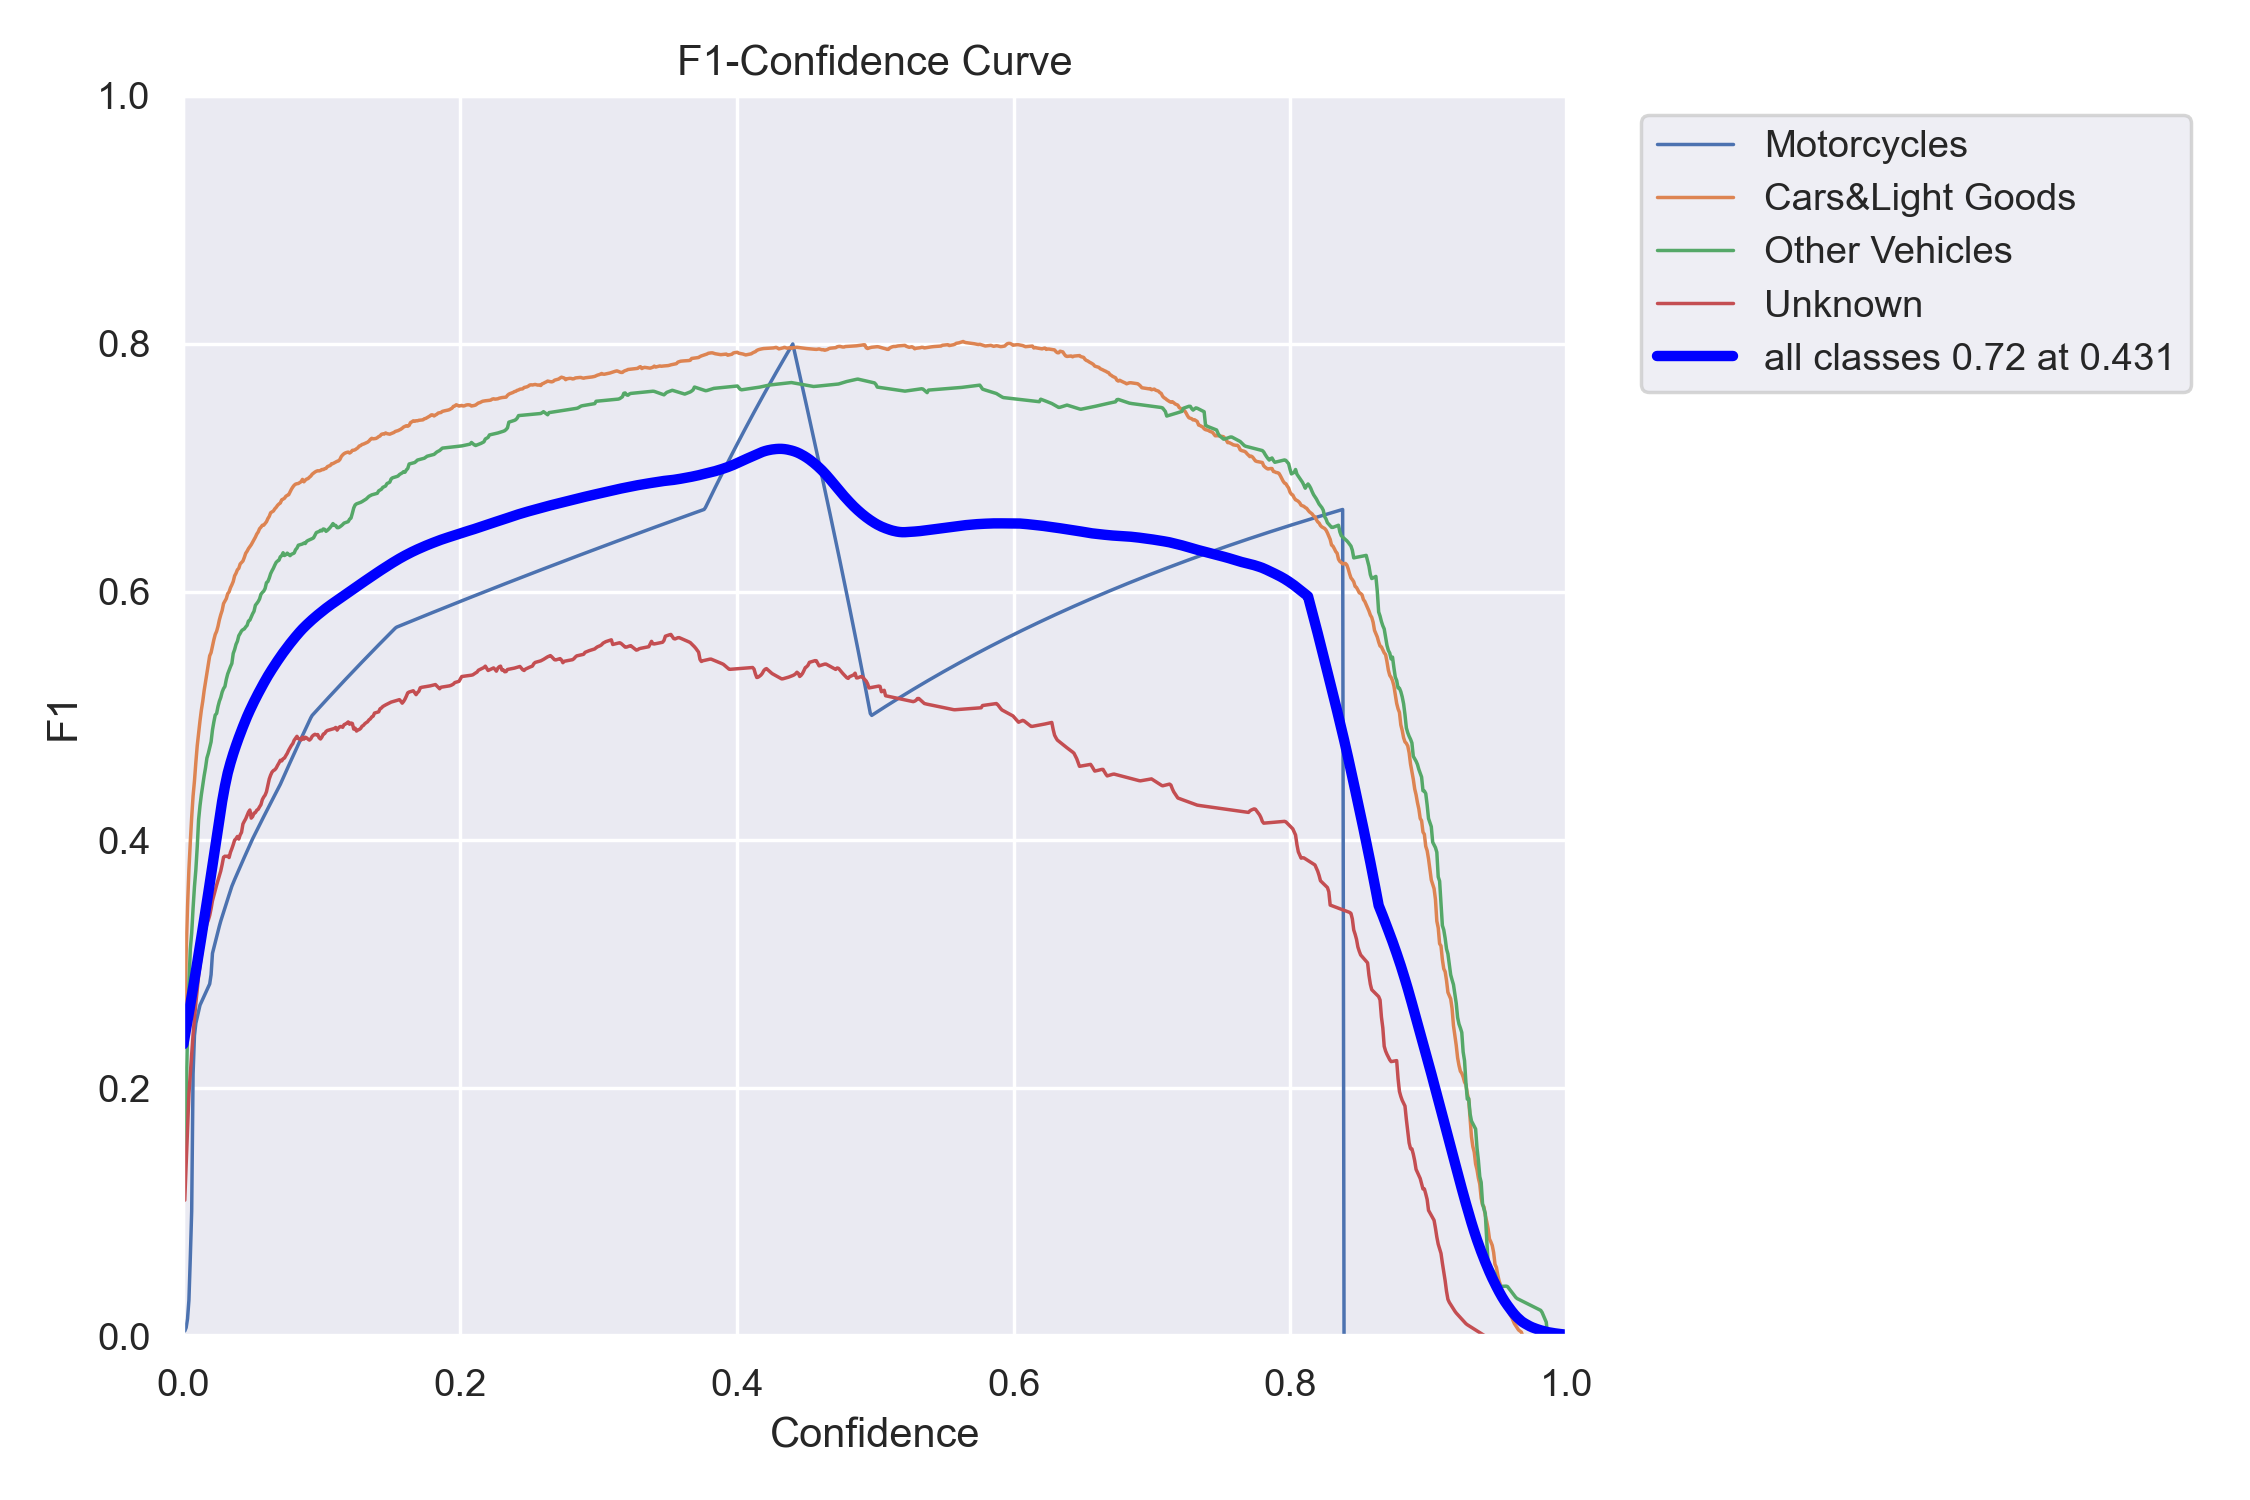 F1-Confidence Curve
1.0
0.8
0.6
0.4
0.2
0.0
F1
0.0 0.2 0.4 0.6 0.8 1.0
Confidence
Motorcycles
Cars&Light Goods
Other Vehicles
Unknown
all classes 0.72 at 0.431